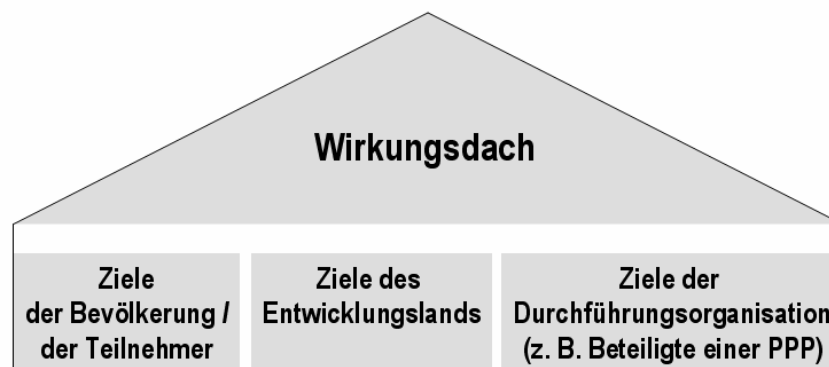 Wirkungsdach
Ziele
der Bevölkerung /
der Teilnehmer
Ziele des
Entwicklungslands
Ziele der
Durchführungsorganisation
(z. B. Beteiligte einer PPP)